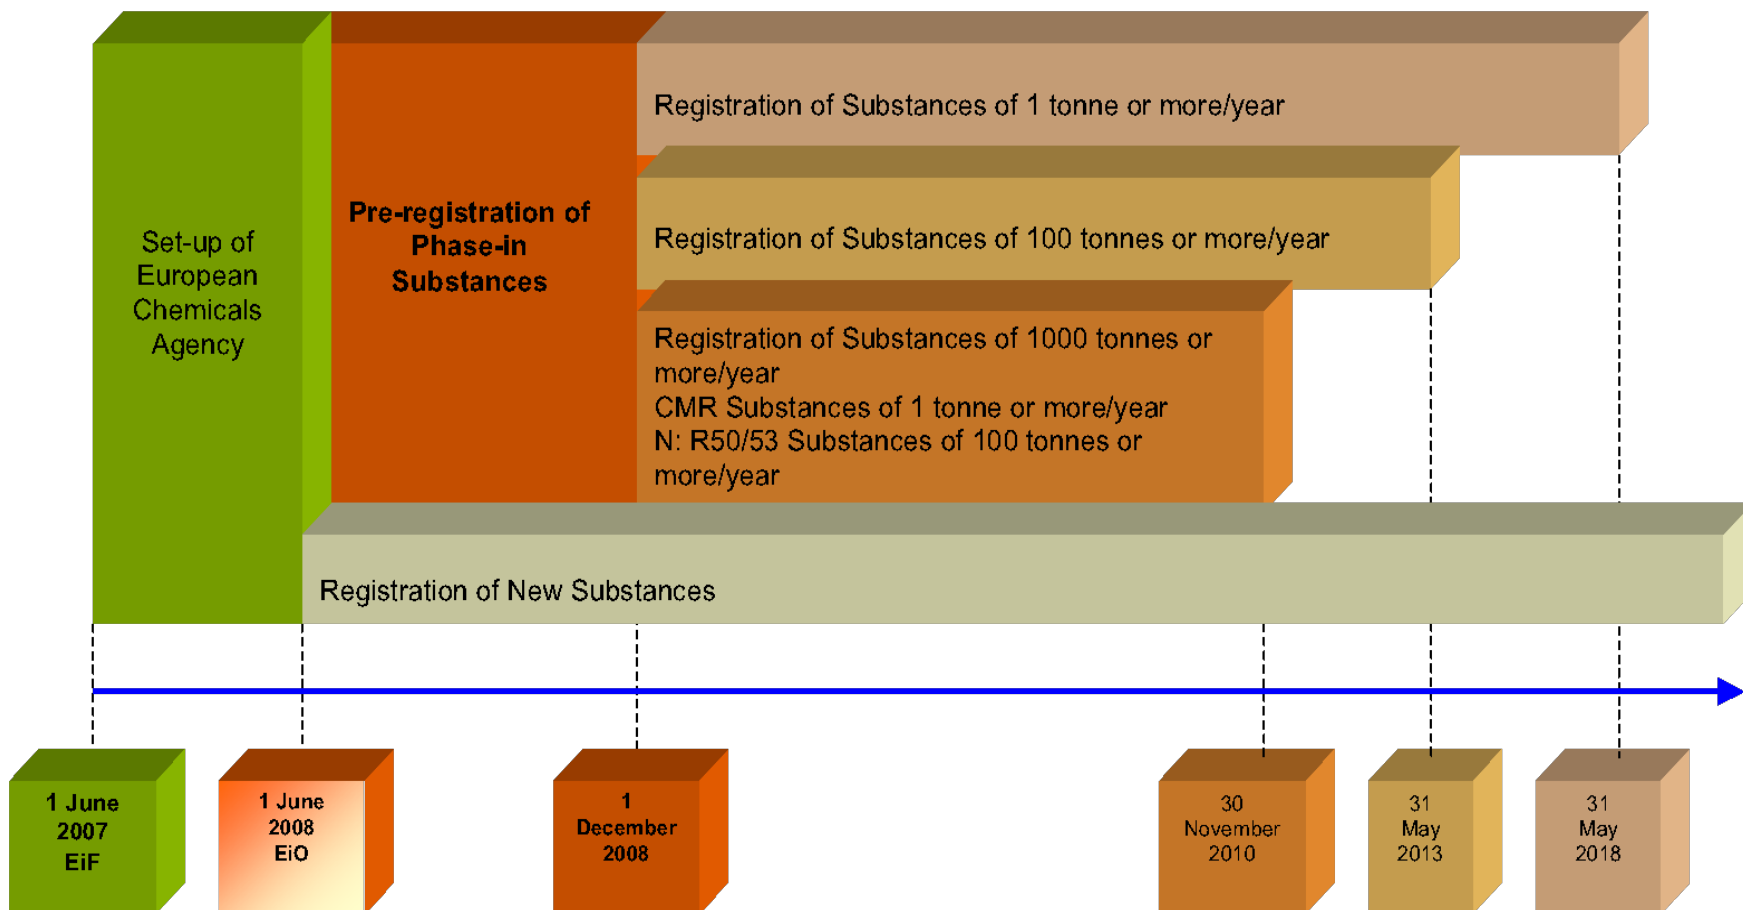 Set-up of
European
Chemicals
Agency
Pre-registration of
Phase-in
Substances
Registration of Substances of 1 tonne or more/year
Registration of Substances of 100 tonnes or more/year
Registration of Substances of 1000 tonnes or
more/year
CMR Substances of 1 tonne or more/year
N: R50/53 Substances of 100 tonnes or
more/year
Registration of New Substances
1 June
2007
EiF
1 June
2008
EiO
1
December
2008
30
November
2010
31
May
2013
31
May
2018